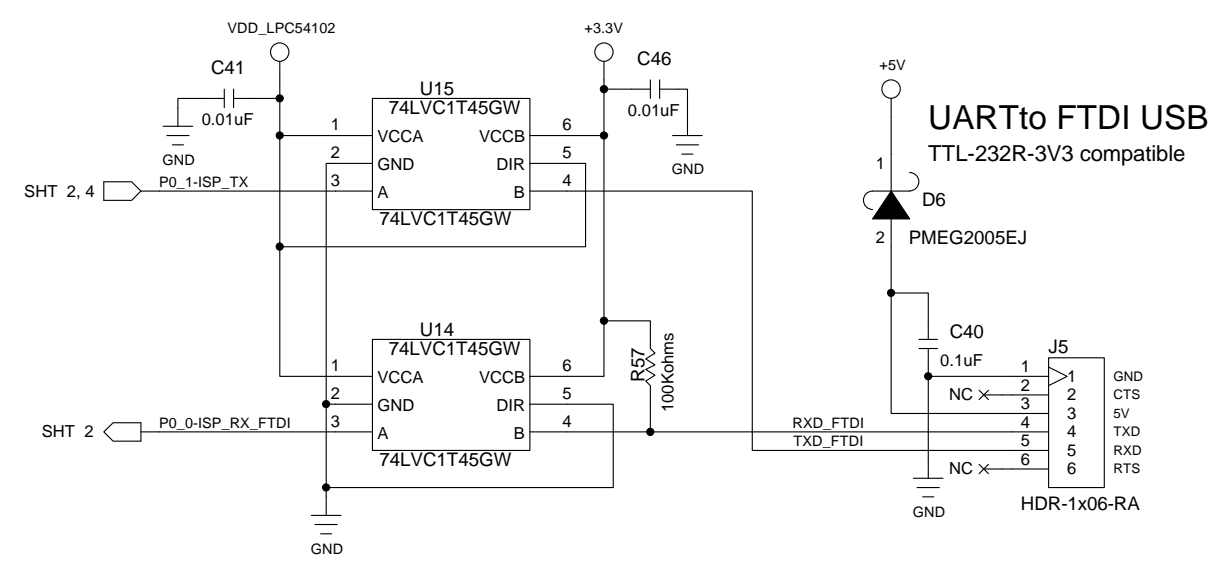 VDD_LPC54102
+3.3V
C41
0.01uF
GND
C46
0.01uF
GND
U15
74LVC1T45GW
1 VCCA VCCB 6
2 GND DIR 5
3 A B 4
74LVC1T45GW
SHT 2, 4 P0_1-ISP_TX
+5V
UARTto FTDI USB
TTL-232R-3V3 compatible
1
D6
2 PMEG2005EJ
U14
74LVC1T45GW
1 VCCA VCCB 6
2 GND DIR 5
3 A B 4
74LVC1T45GW
SHT 2 P0_0-ISP_RX_FTDI
GND
R57
100Kohms
RXD_FTDI
TXD_FTDI
C40
0.1uF
GND
J5
1 1 GND
NC 2 2 CTS
3 3 5V
4 4 TXD
5 5 RXD
NC 6 6 RTS
HDR-1x06-RA